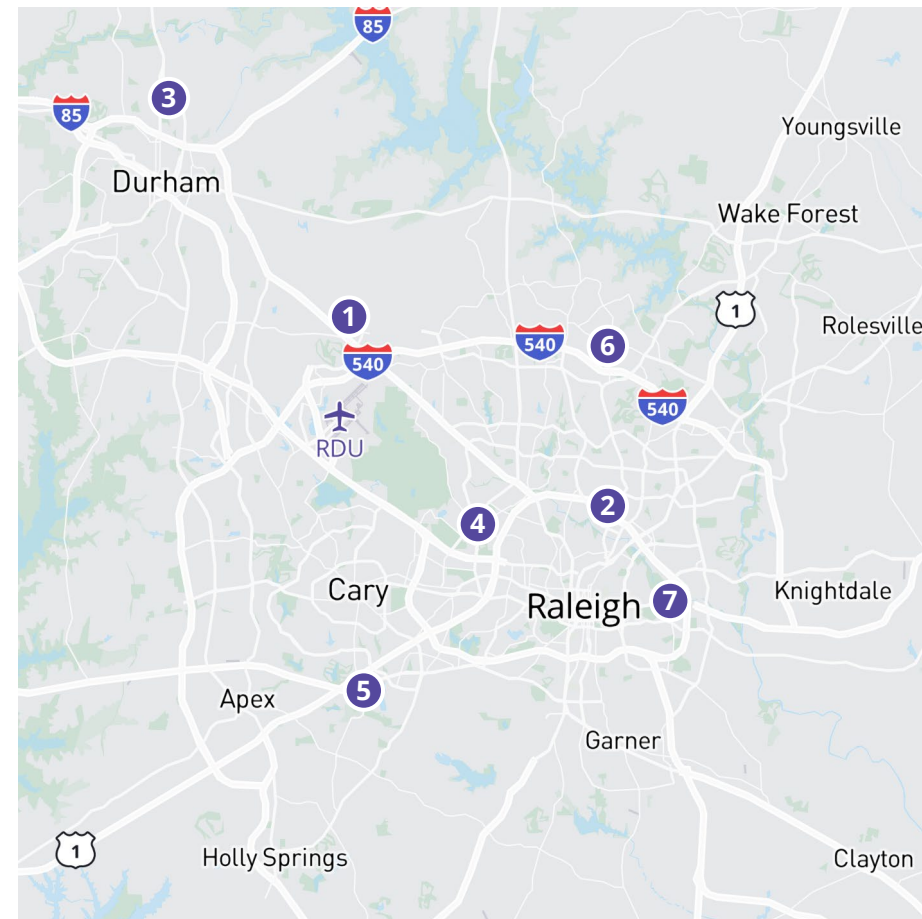 85
85
3
Youngsville
Durham
Wake Forest
1
1
Rolesville
540
6
540
540
RDU
2
4
Cary
Knightdale
Raleigh
7
5
Apex
Garner
1
Holly Springs
Clayton